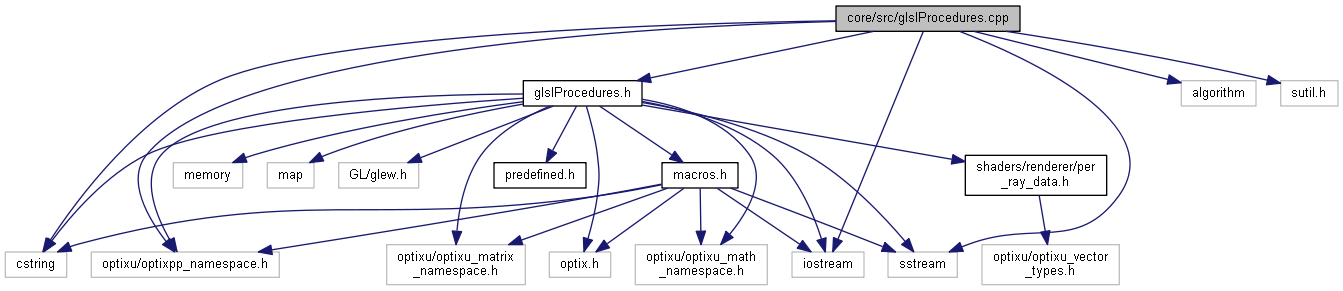 core/src/glslProcedures.cpp
glslProcedures.h
algorithm
sutil.h
memory
map
GL/glew.h
predefined.h
macros.h
shaders/renderer/per
_ray_data.h
cstring
optixu/optixpp_namespace.h
optixu/optixu_matrix
_namespace.h
optix.h
optixu/optixu_math
_namespace.h
iostream
sstream
optixu/optixu_vector
_types.h